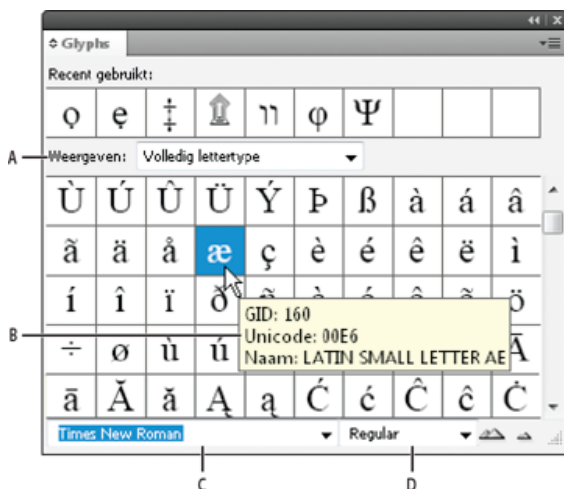 Glyphs
Recent gebruikt:
ọ ẹ ‡ װ φ Ψ
A Weergeven: Volledig lettertype
Ù Ú Û Ü Ý Þ ß à á â
ã ä å æ ç è é ê ë ì
í î ï ð ö
GID: 160
B Unicode: 00E6
Naam: LATIN SMALL LETTER AE
÷ ø ù ú Ā
ā Ă ă Ą ą Ć ć Ĉ ĉ Ċ
Times New Roman Regular
C D